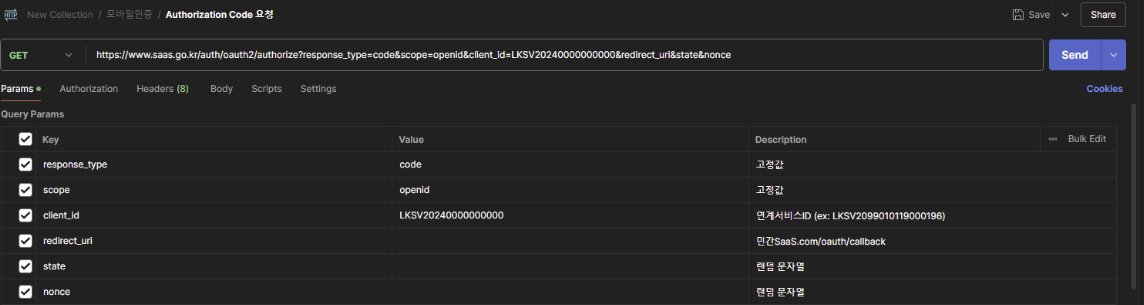 HTTP New Collection / 모바일인증 / Authorization Code 요청 Save Share
GET https://www.saas.go.kr/auth/oauth2/authorize?response_type=code&scope=openid&client_id=LKSV20240000000000&redirect_uri&state&nonce Send
Params Authorization Headers (8) Body Scripts Settings Cookies
Query Params
Key Value Description ••• Bulk Edit
response_type code 고정값
scope openid 고정값
client_id LKSV20240000000000 연계서비스ID (ex: LKSV2099010119000196)
redirect_uri 민간SaaS.com/oauth/callback
state 랜덤 문자열
nonce 랜덤 문자열